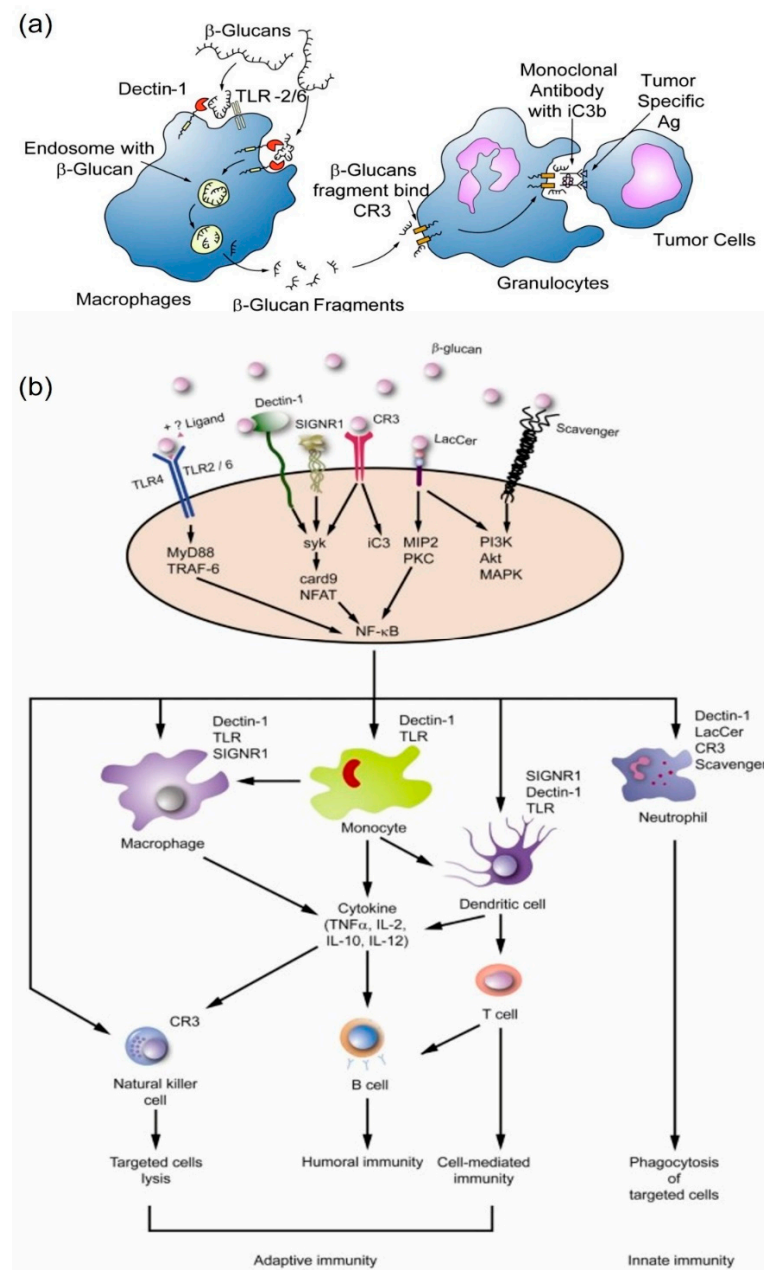 (a)
β-Glucans
Dectin-1
TLR -2/6
Endosome with
β-Glucan
Macrophages
β-Glucan Fragments
β-Glucans
fragment bind
CR3
Monoclonal
Antibody
with iC3b
Tumor
Specific
Ag
Tumor Cells
Granulocytes
(b)
β-glucan
+ ? Ligand
TLR4
TLR2 / 6
Dectin-1
SIGNR1
CR3
LacCer
Scavenger
MyD88
TRAF-6
syk
card9
NFAT
iC3
MIP2
PKC
PI3K
Akt
MAPK
NF-κB
Dectin-1
TLR
SIGNR1
Macrophage
Dectin-1
TLR
Monocyte
SIGNR1
Dectin-1
TLR
Dendritic cell
Dectin-1
LacCer
CR3
Scavenger
Neutrophil
Cytokine
(TNFα, IL-2,
IL-10, IL-12)
T cell
CR3
Natural killer
cell
B cell
Targeted cells
lysis
Humoral immunity
Cell-mediated
immunity
Phagocytosis
of
targeted cells
Adaptive immunity
Innate immunity